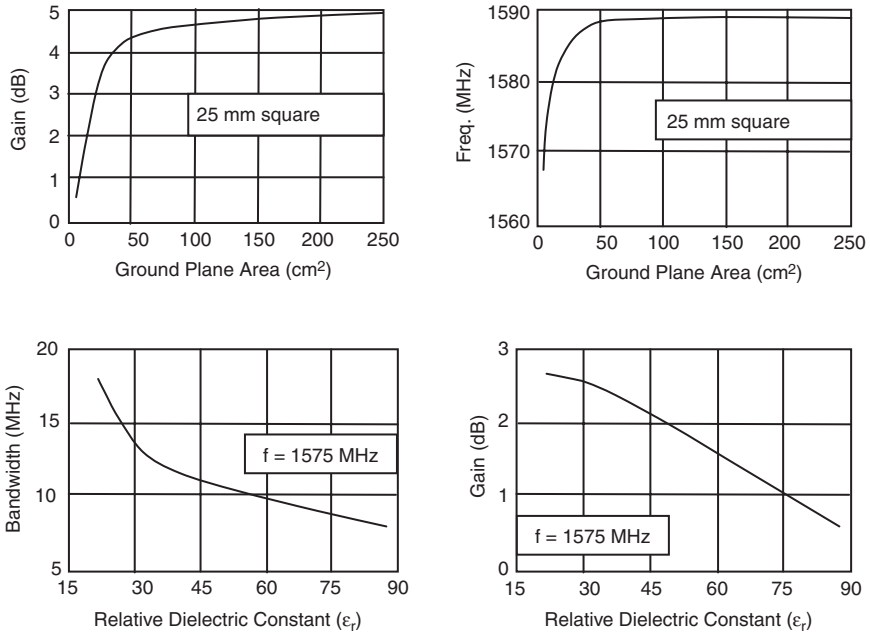 5
4
3
2
1
0
Gain (dB)
25 mm square
0 50 100 150 200 250
Ground Plane Area (cm²)
1590
1580
1570
1560
Freq. (MHz)
25 mm square
0 50 100 150 200 250
Ground Plane Area (cm²)
20
15
10
5
Bandwidth (MHz)
f = 1575 MHz
15 30 45 60 75 90
Relative Dielectric Constant (εr)
3
2
1
0
Gain (dB)
f = 1575 MHz
15 30 45 60 75 90
Relative Dielectric Constant (εr)